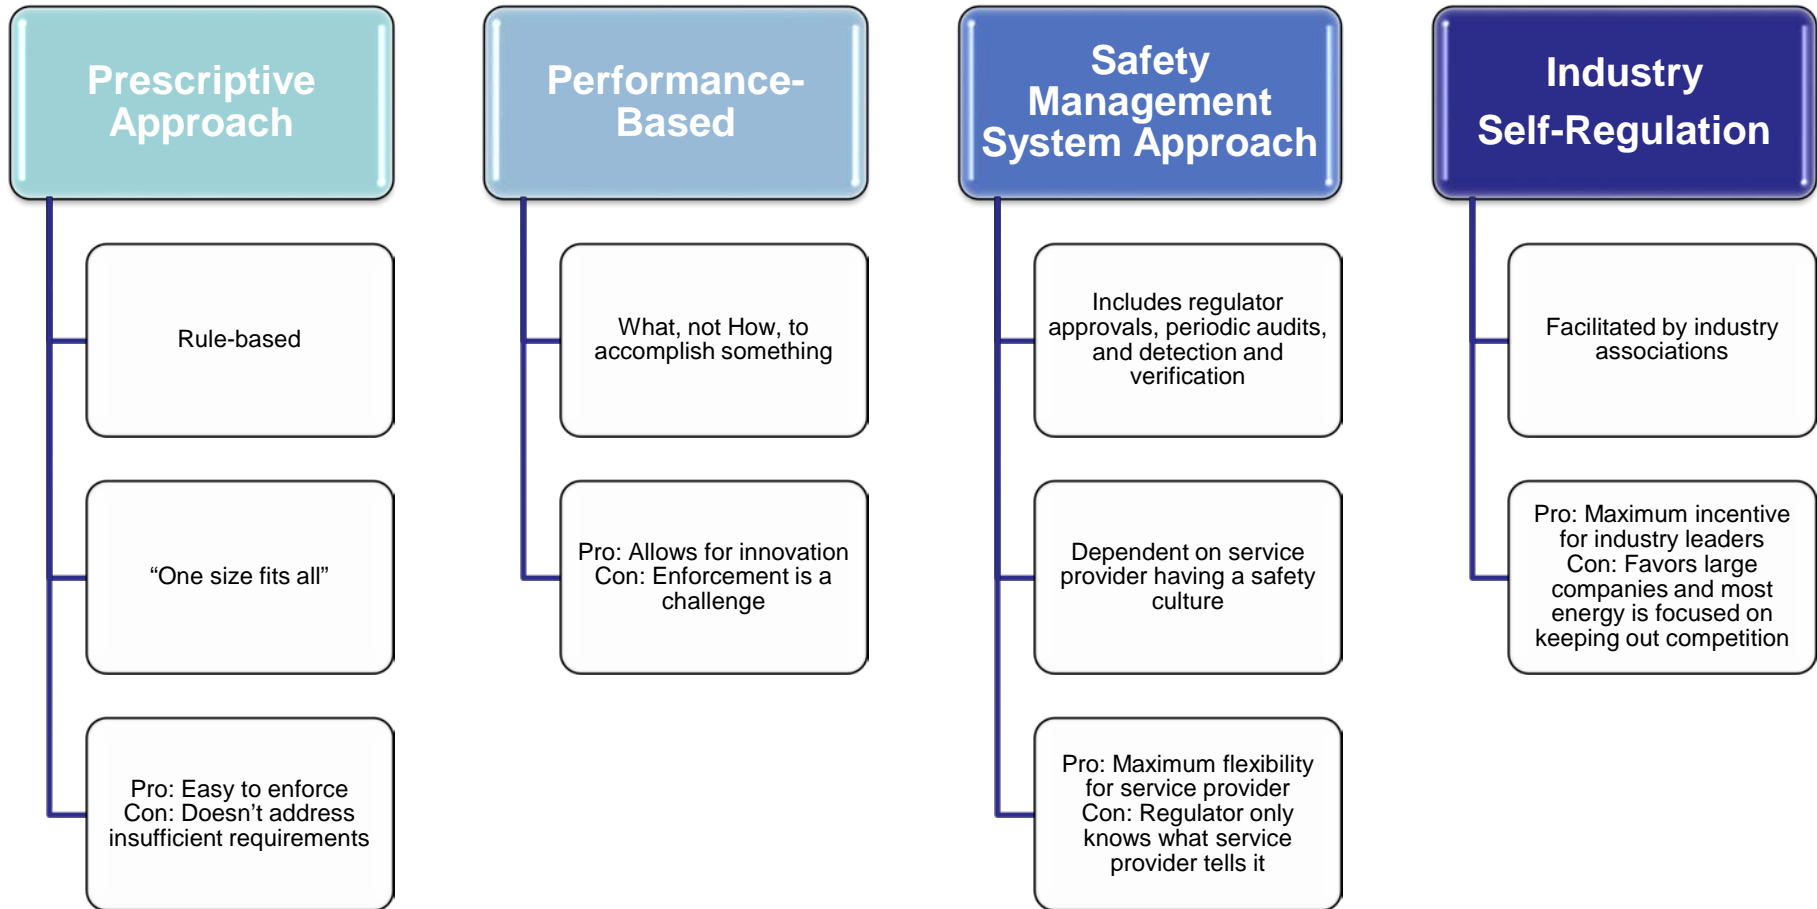 Prescriptive
Approach
Rule-based
“One size fits all”
Pro: Easy to enforce
Con: Doesn’t address
insufficient requirements
Performance-
Based
What, not How, to
accomplish something
Pro: Allows for innovation
Con: Enforcement is a
challenge
Safety
Management
System Approach
Includes regulator
approvals, periodic audits,
and detection and
verification
Dependent on service
provider having a safety
culture
Pro: Maximum flexibility
for service provider
Con: Regulator only
knows what service
provider tells it
Industry
Self-Regulation
Facilitated by industry
associations
Pro: Maximum incentive
for industry leaders
Con: Favors large
companies and most
energy is focused on
keeping out competition